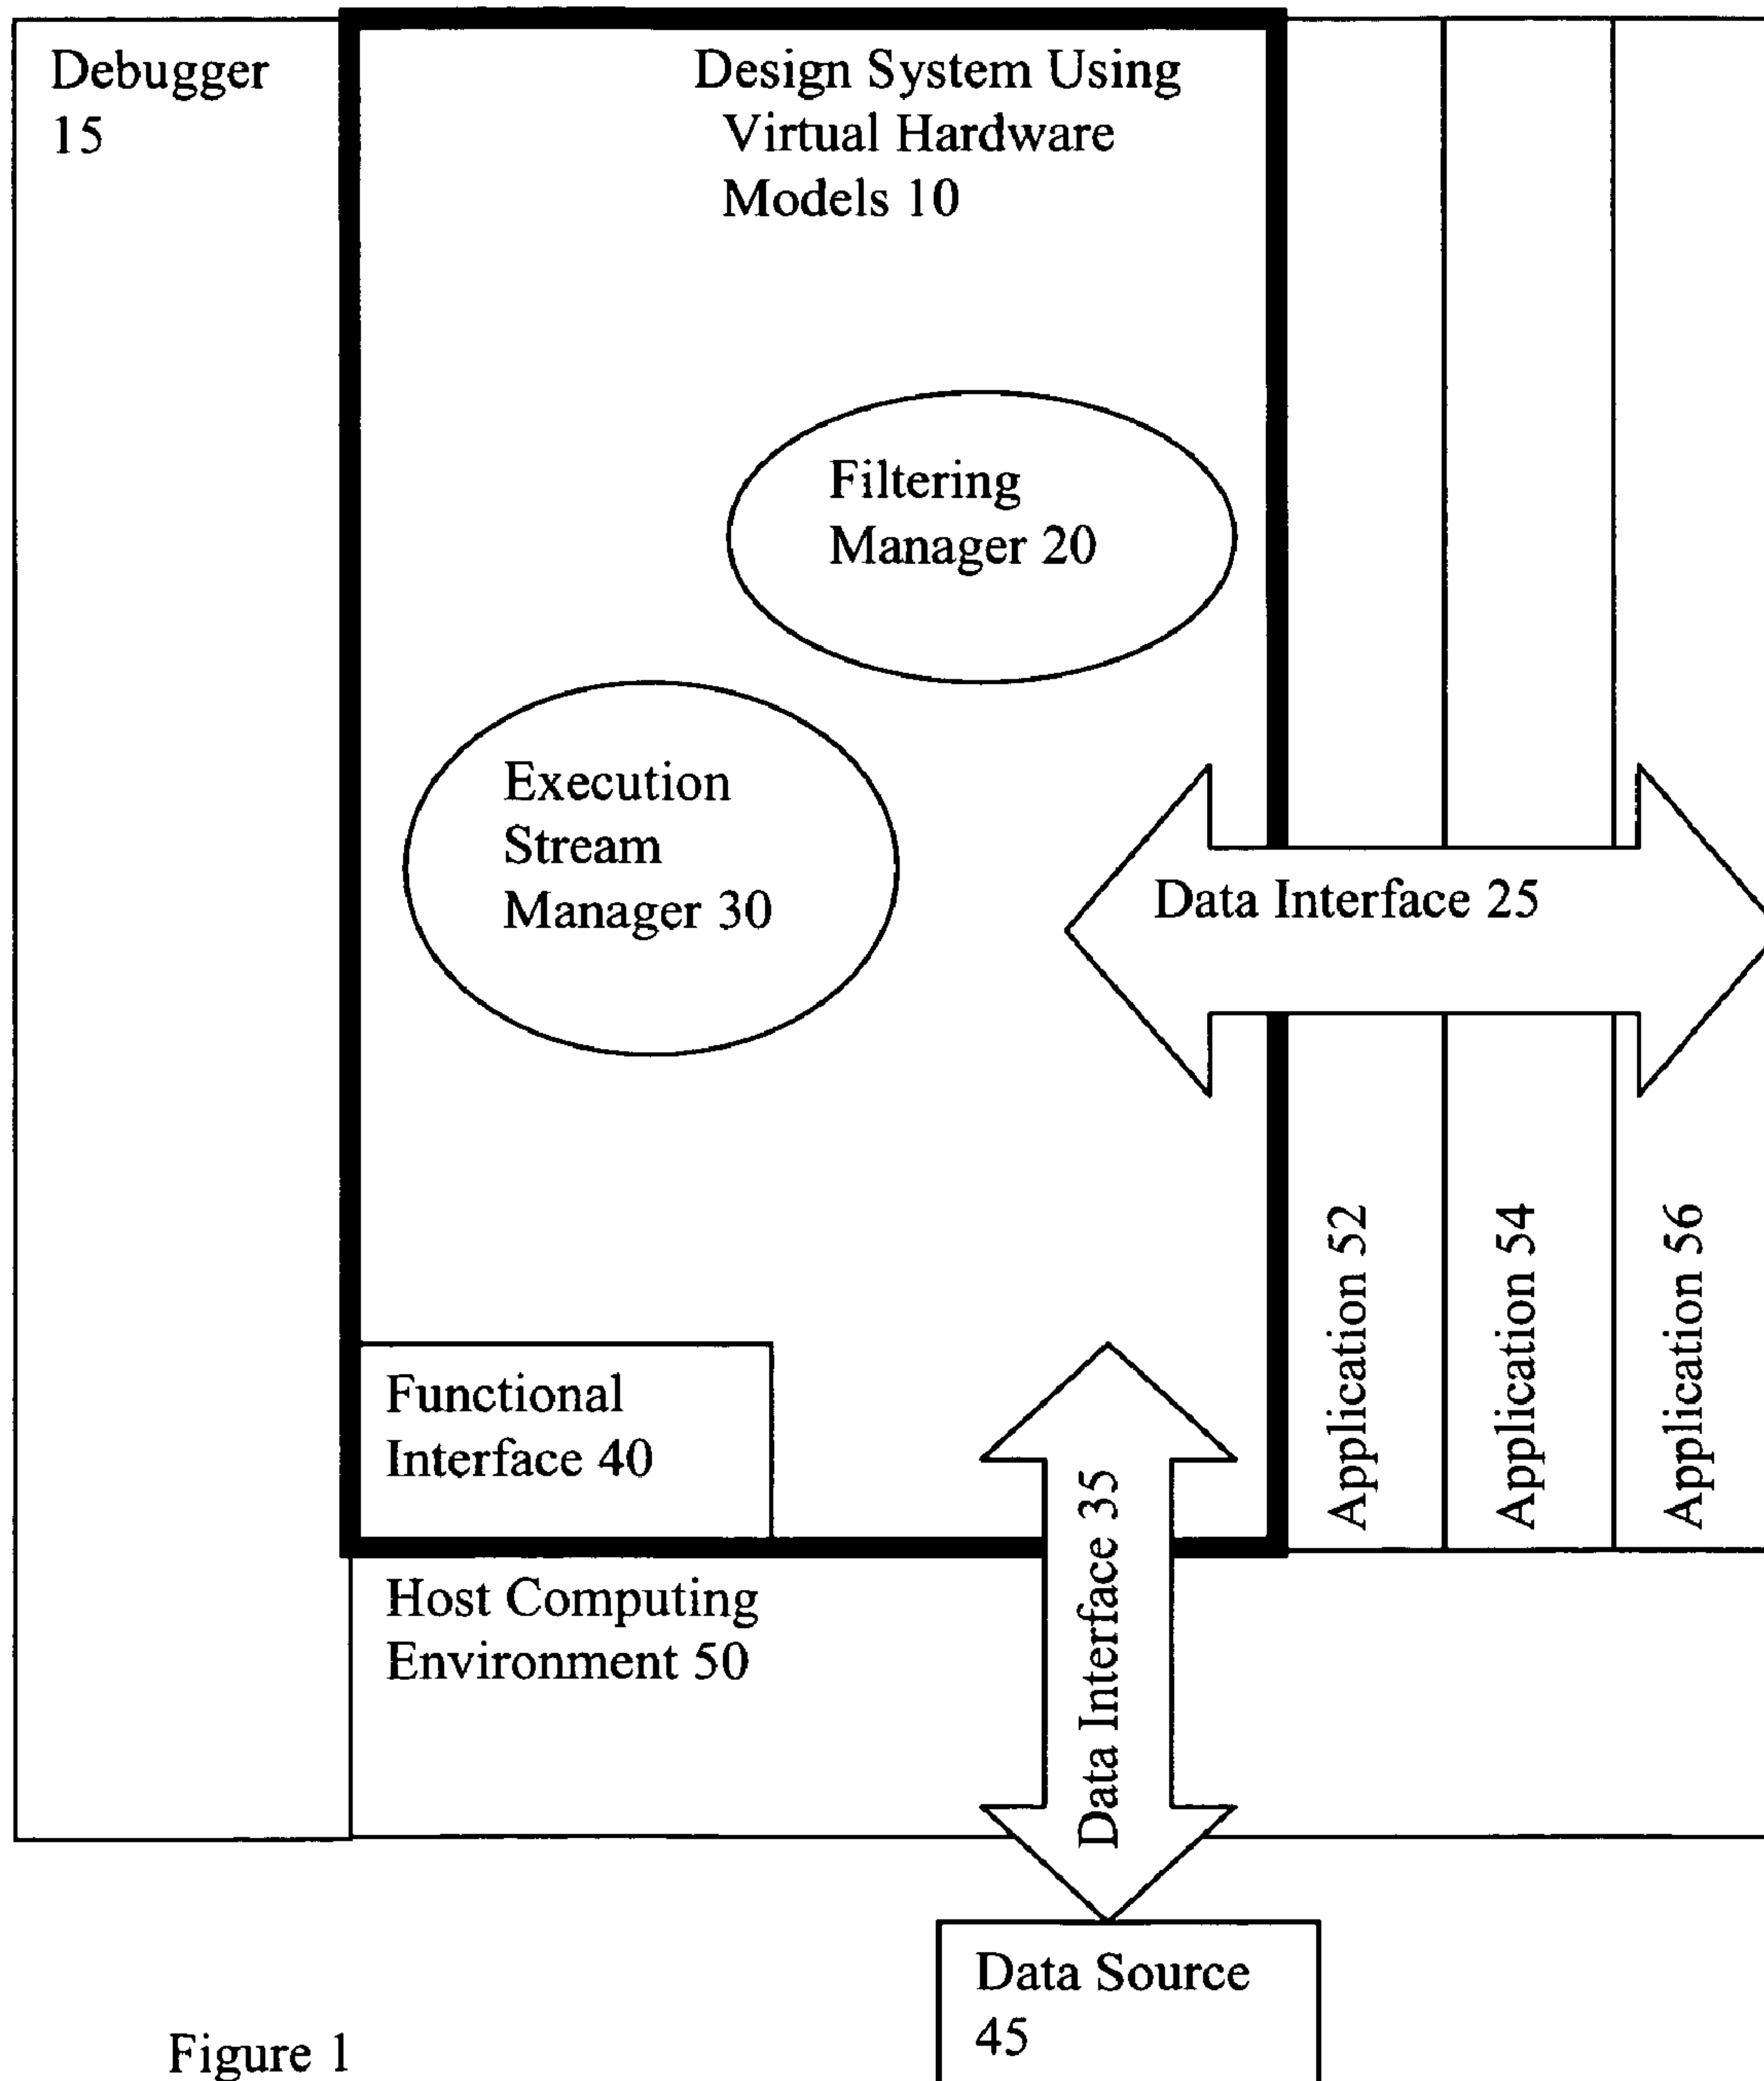 Debugger
15
Design System Using
Virtual Hardware
Models 10
Filtering
Manager 20
Execution
Stream
Manager 30
Data Interface 25
Application 52
Application 54
Application 56
Functional
Interface 40
Data Interface 35
Host Computing
Environment 50
Data Source
45
Figure 1